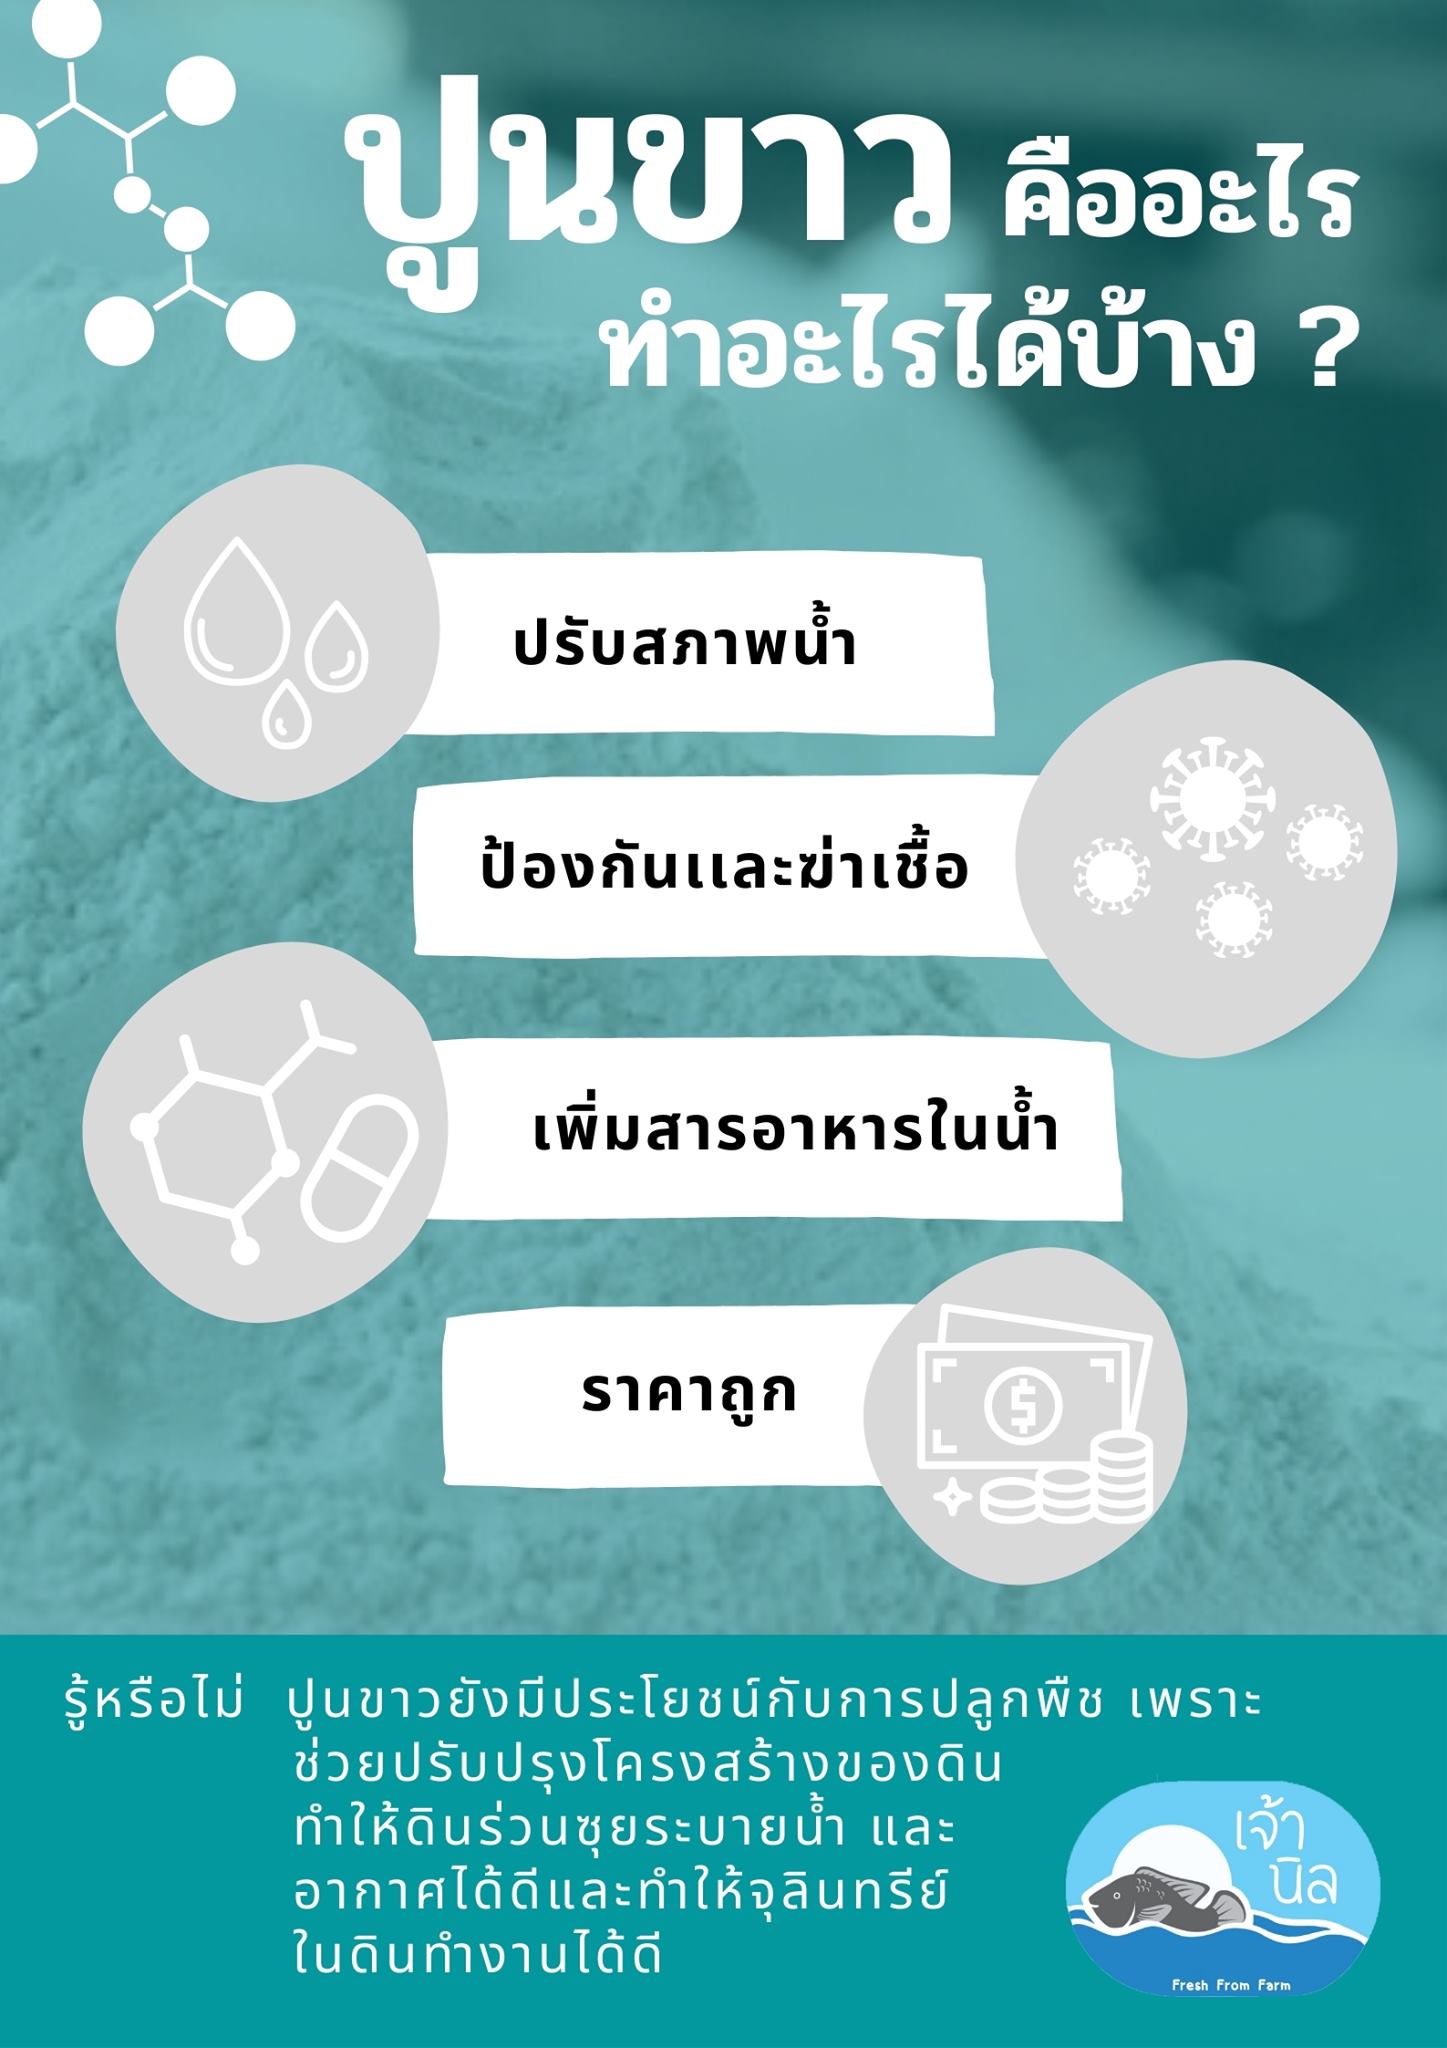 ปูนขาว คืออะไร
ทำอะไรได้บ้าง ?
ปรับสภาพน้ำ
ป้องกันและฆ่าเชื้อ
เพิ่มสารอาหารในน้ำ
ราคาถูก
รู้หรือไม่ ปูนขาวยังมีประโยชน์กับการปลูกพืช เพราะ
ช่วยปรับปรุงโครงสร้างของดิน
ทำให้ดินร่วนซุยระบายน้ำ และ
อากาศได้ดีและทำให้จุลินทรีย์
ในดินทำงานได้ดี
เจ้า
นิล
Fresh From Farm